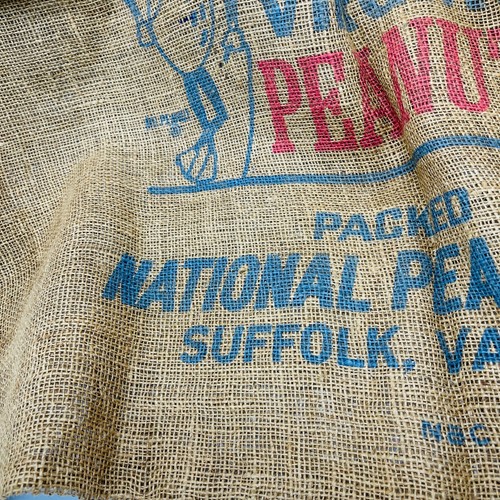 PEANU
PACKED
NATIONAL PEA
SUFFOLK, VA
N&C